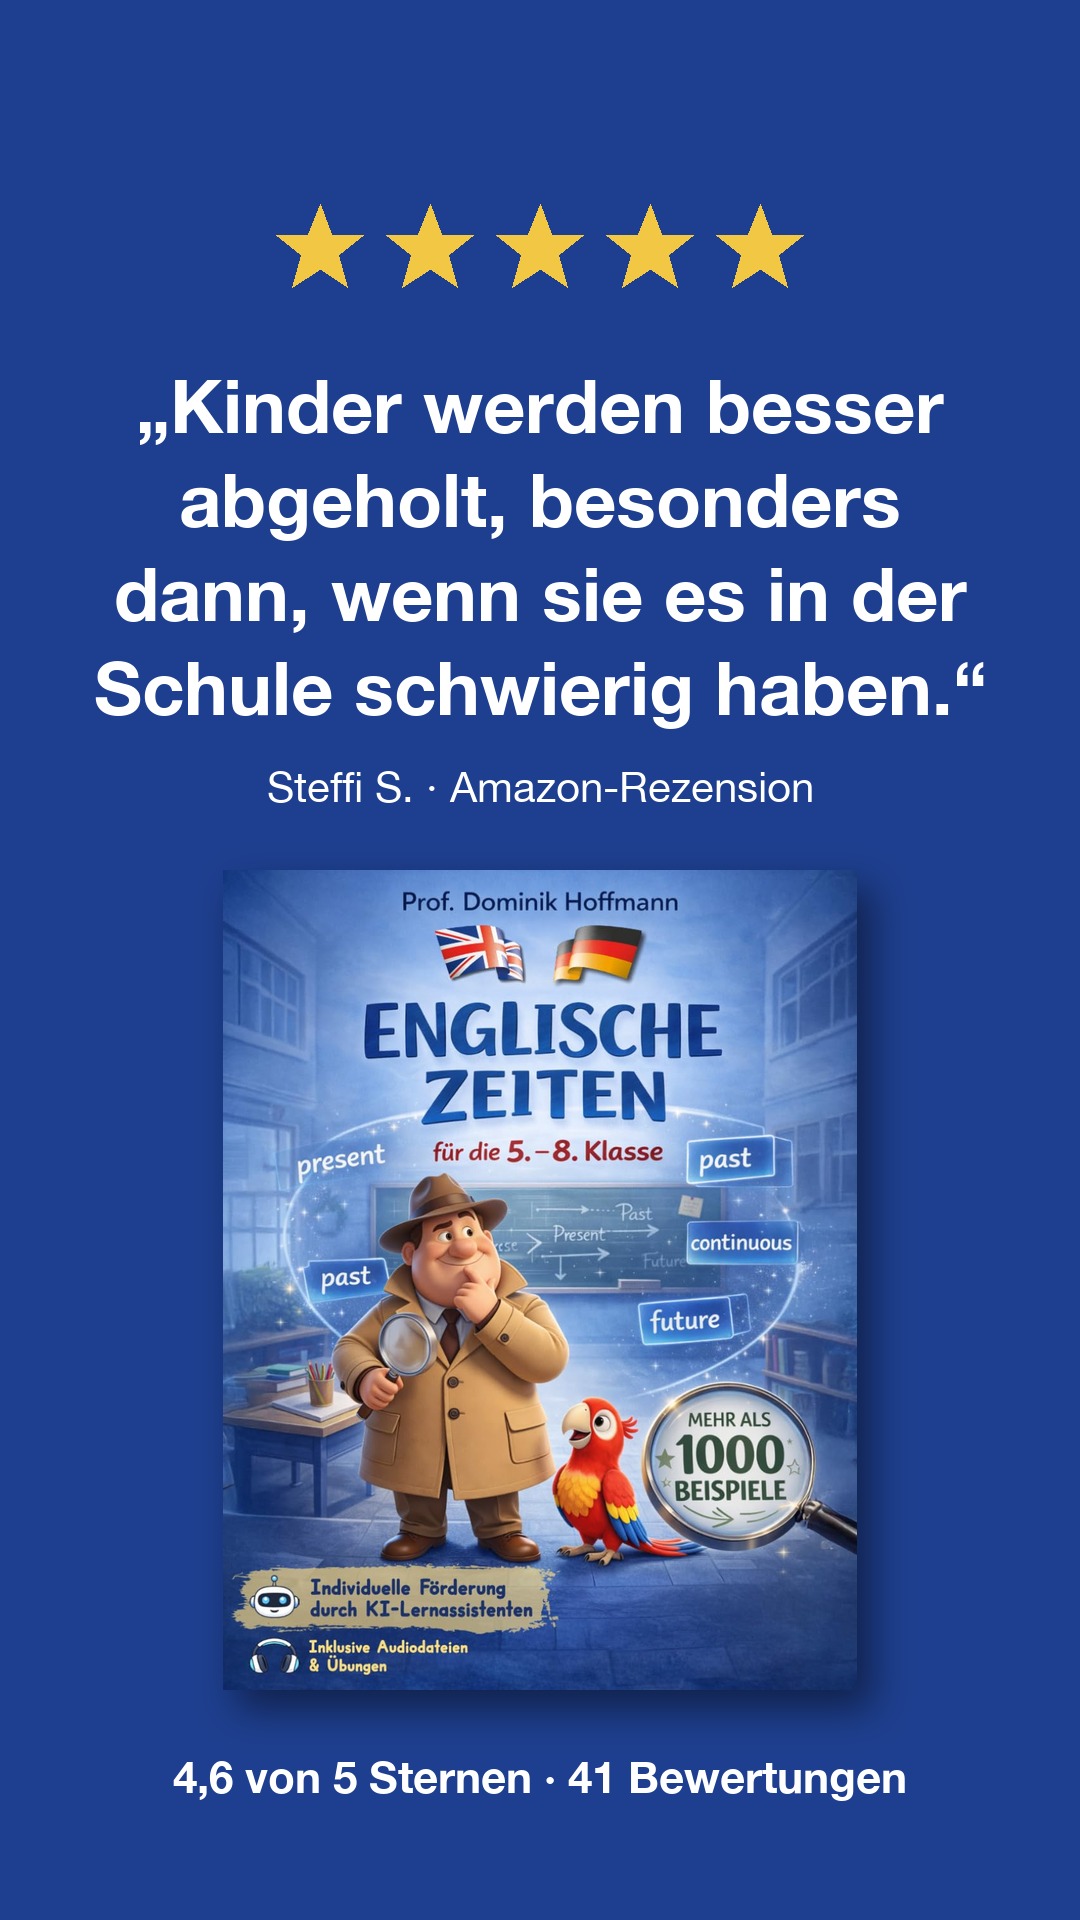 „Kinder werden besser
abgeholt, besonders
dann, wenn sie es in der
Schule schwierig haben.“
Steffi S. · Amazon-Rezension
Prof. Dominik Hoffmann
ENGLISCHE
ZEITEN
für die 5.–8. Klasse
present
past
Past
Present
continuous
Future
past
future
MEHR ALS
1000
BEISPIELE
Individuelle Förderung
durch KI-Lernassistenten
Inklusive Audiodateien
& Übungen
4,6 von 5 Sternen · 41 Bewertungen